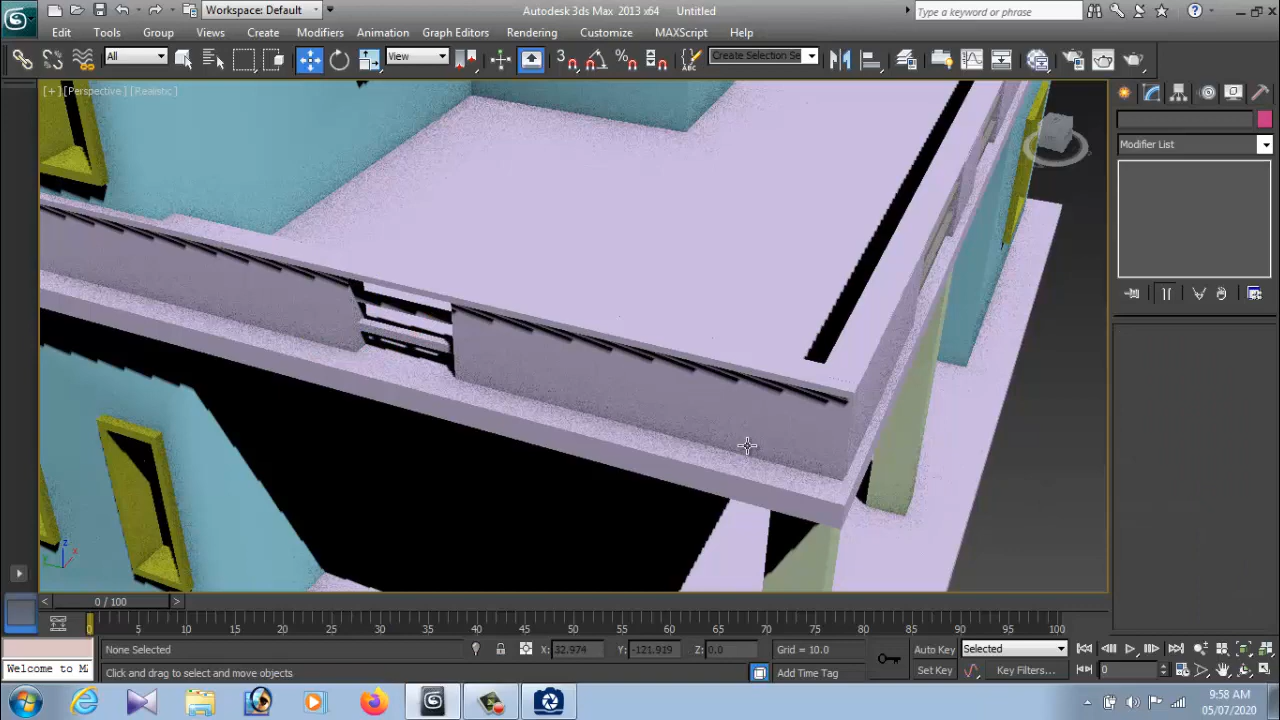 Workspace: Default
Autodesk 3ds Max 2013 x64 Untitled
Type a keyword or phrase
Edit Tools Group Views Create Modifiers Animation Graph Editors Rendering Customize MAXScript Help
All
View
3
Create Selection Se
[+] [Perspective] [Realistic]
Modifier List
z
x
y
< 0 / 100 >
0 5 10 15 20 25 30 35 40 45 50 55 60 65 70 75 80 85 90 95 100
None Selected
X: 32.974 Y: -121.919 Z: 0.0 Grid = 10.0
Auto Key Selected
Welcome to M
Click and drag to select and move objects
Add Time Tag
Set Key Key Filters...
0
9:58 AM
05/07/2020